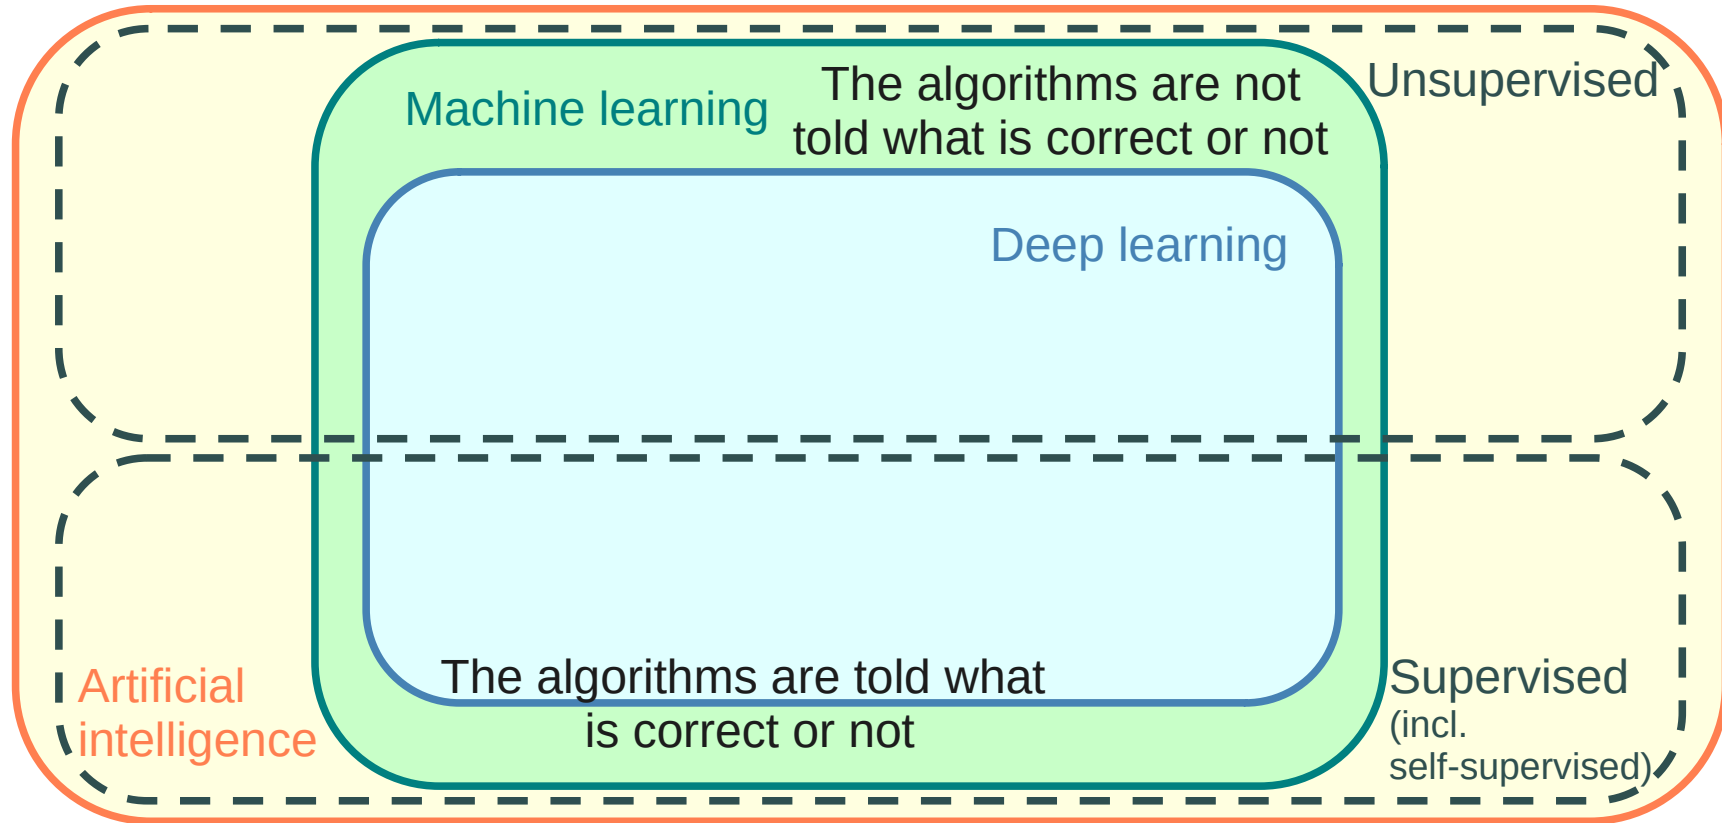 Machine learning
The algorithms are not
told what is correct or not
Unsupervised
Deep learning
The algorithms are told what
is correct or not
Artificial
intelligence
Supervised
(incl.
self-supervised)